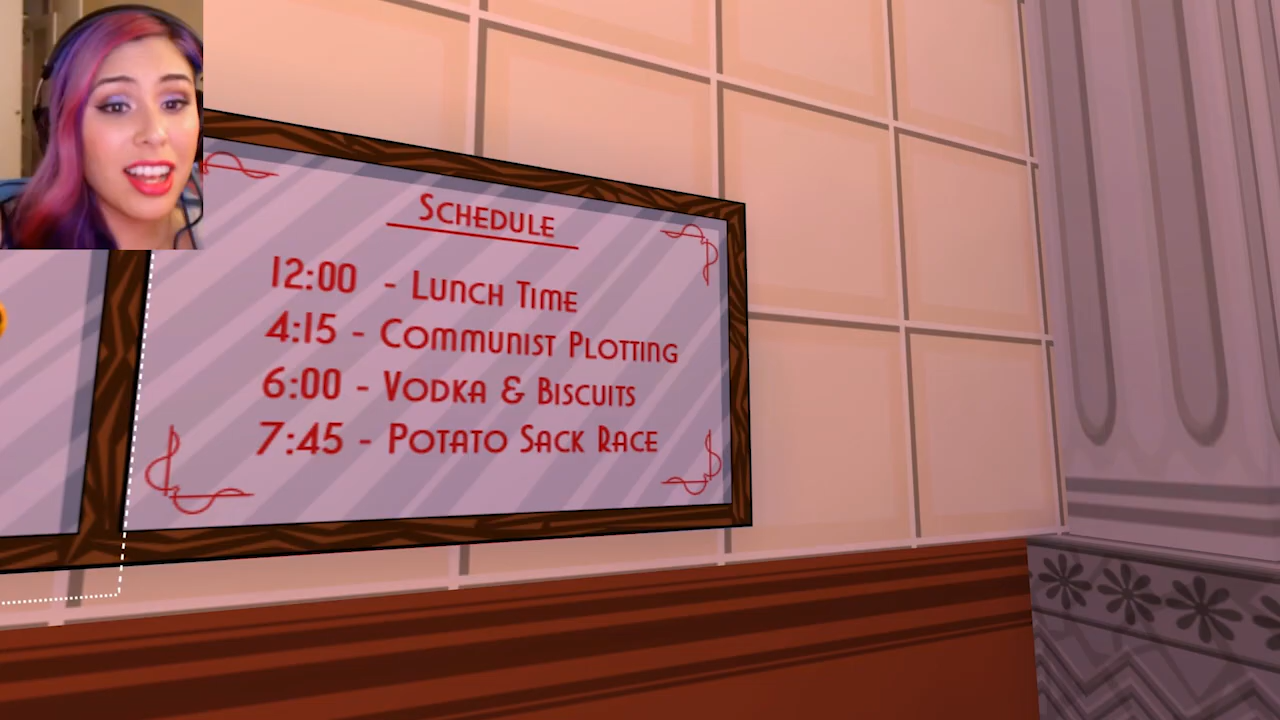 SCHEDULE
12:00 - LUNCH TIME
4:15 - COMMUNIST PLOTTING
6:00 - VODKA & BISCUITS
7:45 - POTATO SACK RACE